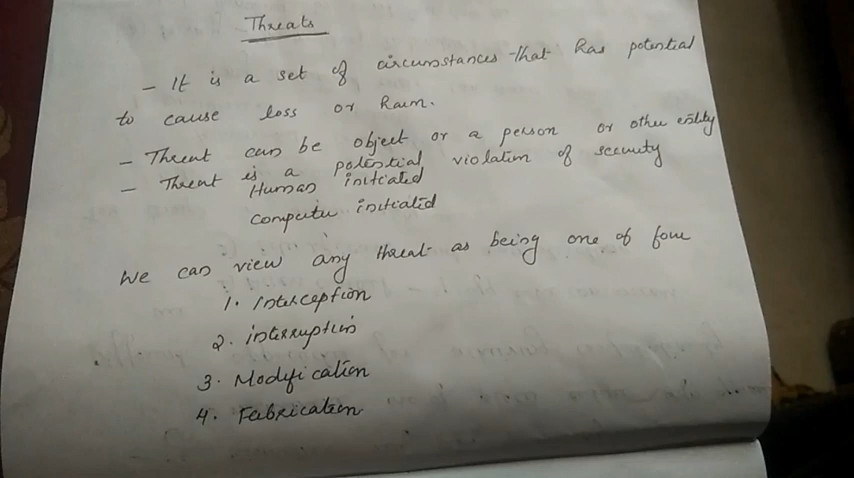 Threats
- It is a set of circumstances that has potential
to cause loss or harm.
- Threat can be object or a person or other entity
- Threat is a potential violation of security
Human initiated
computer initiated
We can view any threat as being one of four
1. Interception
2. interruption
3. Modification
4. Fabrication